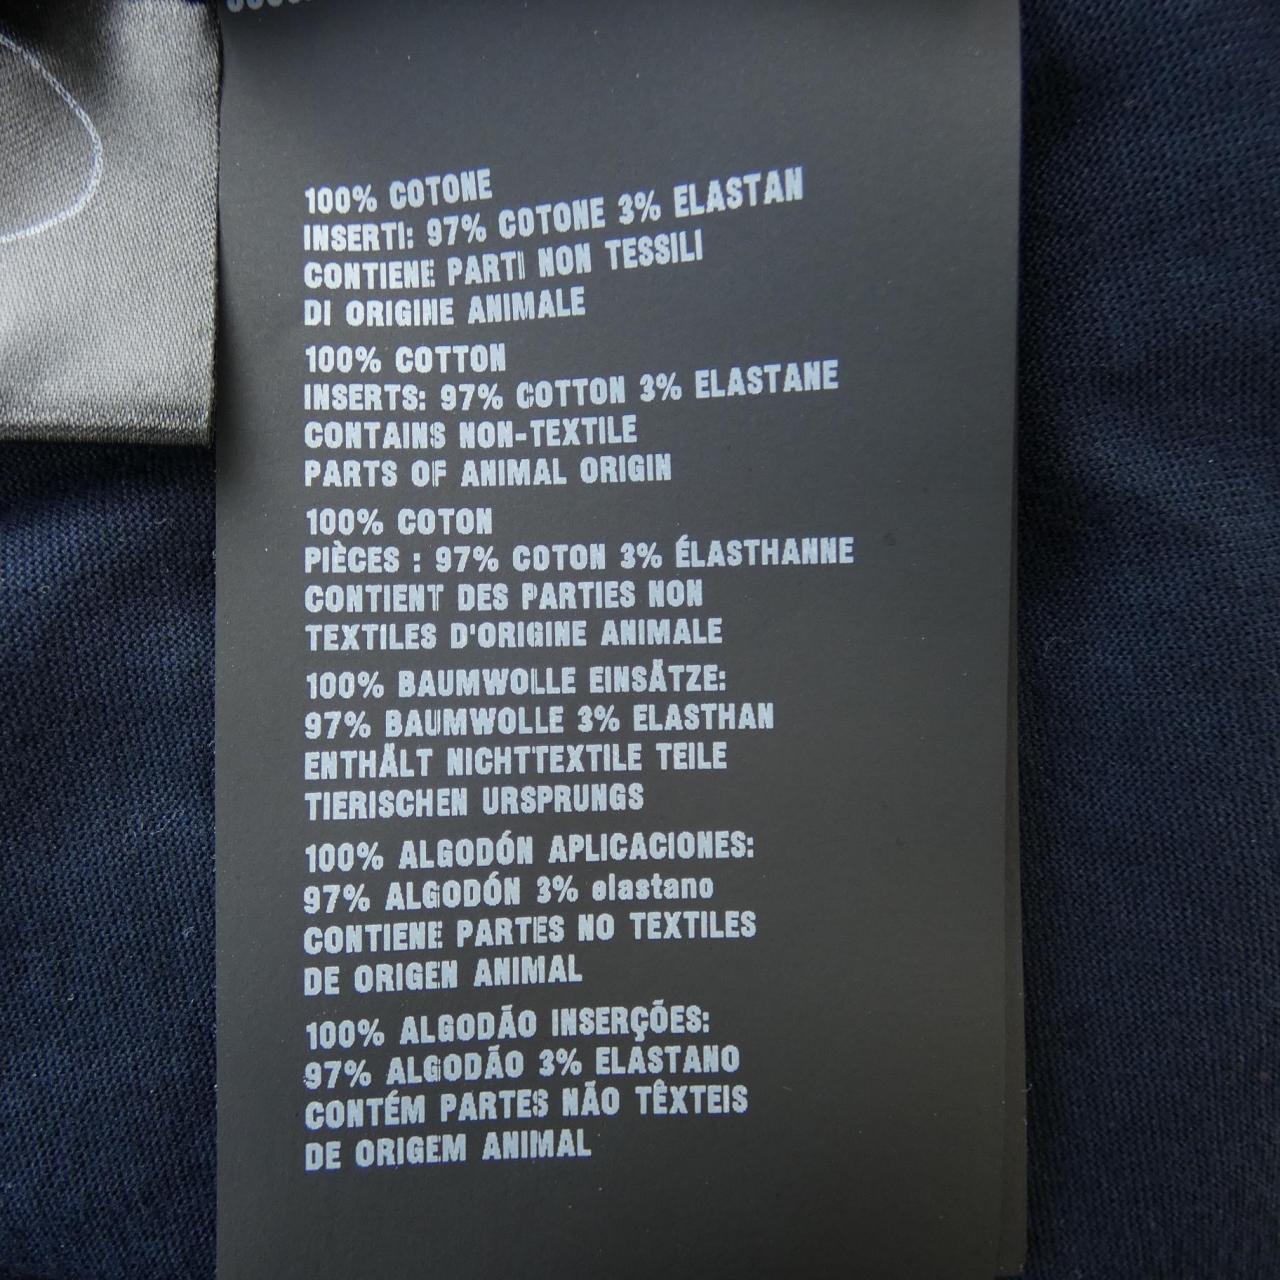 100% COTONE
INSERTI: 97% COTONE 3% ELASTAN
CONTIENE PARTI NON TESSILI
DI ORIGINE ANIMALE
100% COTTON
INSERTS: 97% COTTON 3% ELASTANE
CONTAINS NON-TEXTILE
PARTS OF ANIMAL ORIGIN
100% COTON
PIÈCES : 97% COTON 3% ÉLASTHANNE
CONTIENT DES PARTIES NON
TEXTILES D'ORIGINE ANIMALE
100% BAUMWOLLE EINSÄTZE:
97% BAUMWOLLE 3% ELASTHAN
ENTHÄLT NICHTTEXTILE TEILE
TIERISCHEN URSPRUNGS
100% ALGODÓN APLICACIONES:
97% ALGODÓN 3% elastano
CONTIENE PARTES NO TEXTILES
DE ORIGEN ANIMAL
100% ALGODÃO INSERÇÕES:
97% ALGODÃO 3% ELASTANO
CONTÉM PARTES NÃO TÊXTEIS
DE ORIGEM ANIMAL